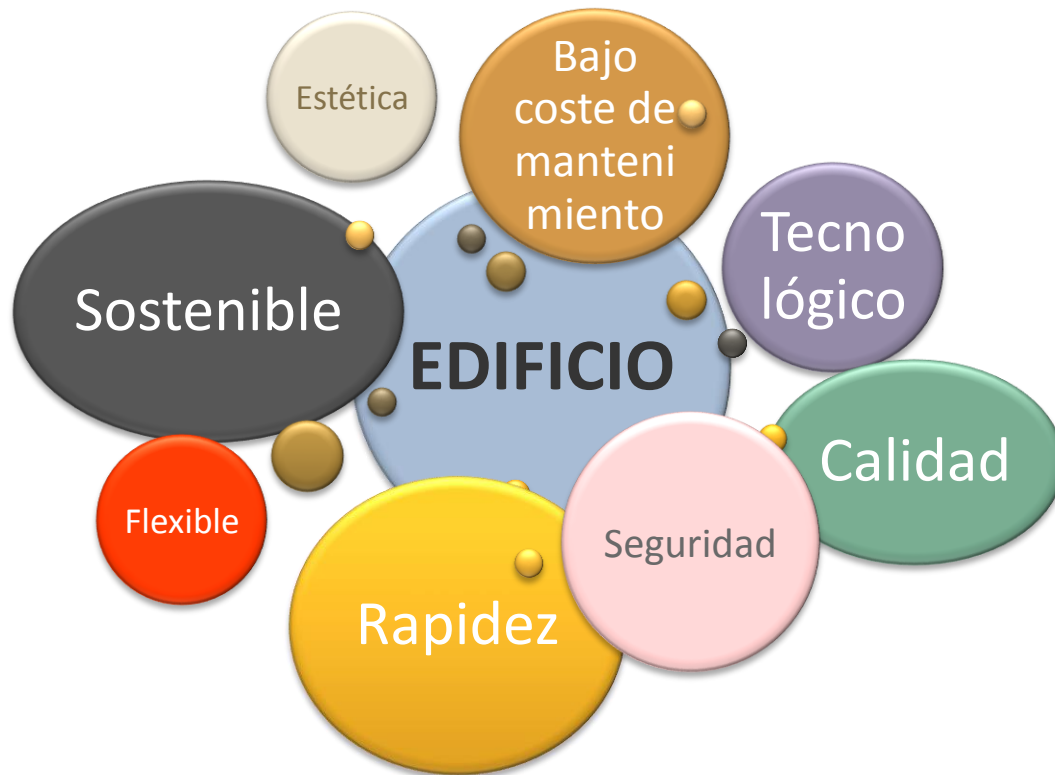 Estética
Bajo
coste de
manteni
miento
Tecno
lógico
Sostenible
EDIFICIO
Calidad
Flexible
Seguridad
Rapidez